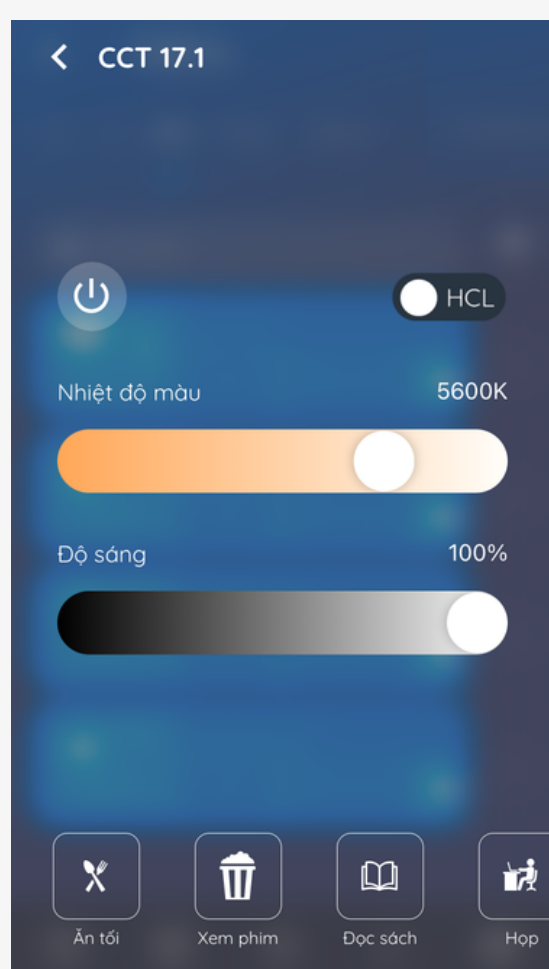 CCT 17.1
HCL
Nhiệt độ màu 5600K
Độ sáng 100%
Ăn tối Xem phim Đọc sách Họp